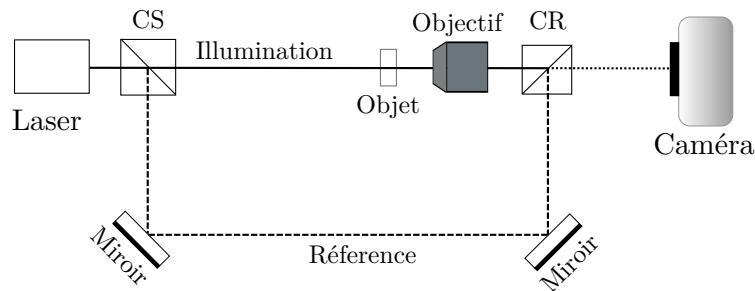 CS
Objectif
CR
Illumination
Objet
Laser
Caméra
Miroir
Réference
Miroir